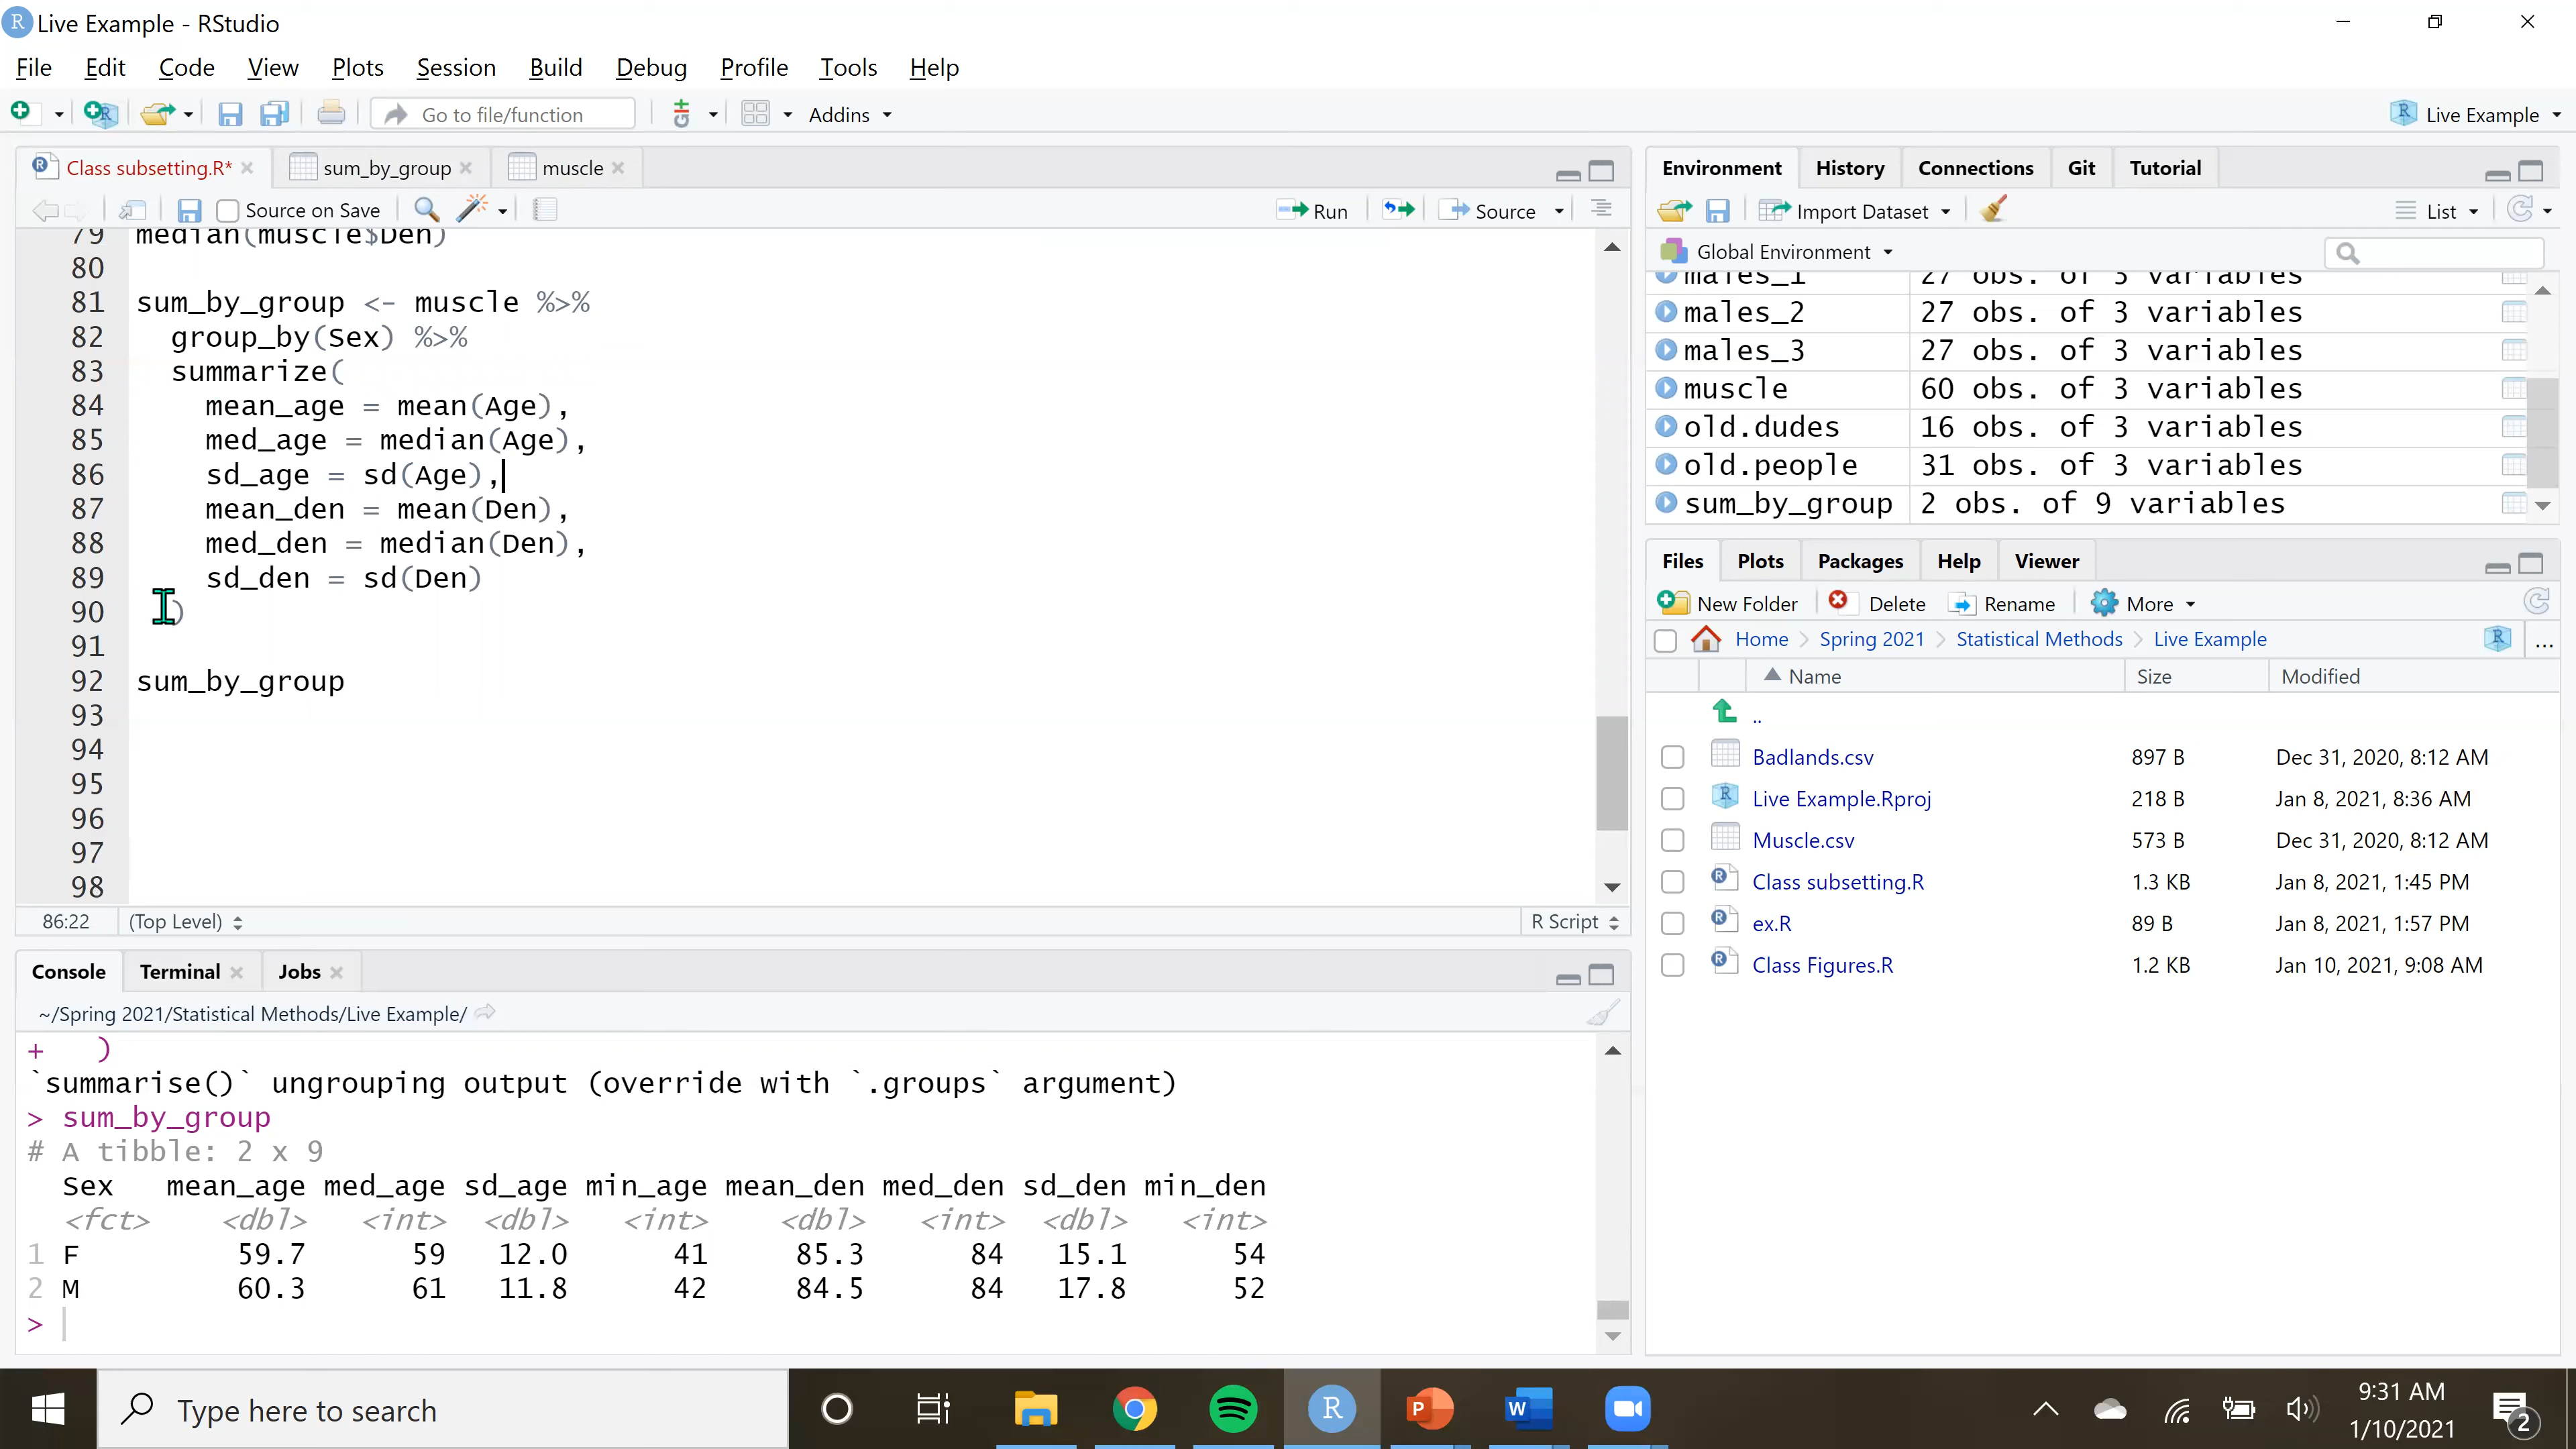 Live Example - RStudio
File Edit Code View Plots Session Build Debug Profile Tools Help
Go to file/function Addins Live Example
Class subsetting.R* sum_by_group muscle
Source on Save Run Source
79 median(muscle$Den)
80
81 sum_by_group <- muscle %>%
82 group_by(Sex) %>%
83 summarize(
84 mean_age = mean(Age),
85 med_age = median(Age),
86 sd_age = sd(Age),
87 mean_den = mean(Den),
88 med_den = median(Den),
89 sd_den = sd(Den)
90 )
91
92 sum_by_group
93
94
95
96
97
98
86:22 (Top Level) R Script
Console Terminal Jobs
~/Spring 2021/Statistical Methods/Live Example/
+ )
`summarise()` ungrouping output (override with `.groups` argument)
> sum_by_group
# A tibble: 2 x 9
Sex mean_age med_age sd_age min_age mean_den med_den sd_den min_den
<fct> <dbl> <int> <dbl> <int> <dbl> <int> <dbl> <int>
1 F 59.7 59 12.0 41 85.3 84 15.1 54
2 M 60.3 61 11.8 42 84.5 84 17.8 52
>
Environment History Connections Git Tutorial
Import Dataset List
Global Environment
males_1 27 obs. of 3 variables
males_2 27 obs. of 3 variables
males_3 27 obs. of 3 variables
muscle 60 obs. of 3 variables
old.dudes 16 obs. of 3 variables
old.people 31 obs. of 3 variables
sum_by_group 2 obs. of 9 variables
Files Plots Packages Help Viewer
New Folder Delete Rename More
Home Spring 2021 Statistical Methods Live Example ...
Name Size Modified
..
Badlands.csv 897 B Dec 31, 2020, 8:12 AM
Live Example.Rproj 218 B Jan 8, 2021, 8:36 AM
Muscle.csv 573 B Dec 31, 2020, 8:12 AM
Class subsetting.R 1.3 KB Jan 8, 2021, 1:45 PM
ex.R 89 B Jan 8, 2021, 1:57 PM
Class Figures.R 1.2 KB Jan 10, 2021, 9:08 AM
Type here to search
9:31 AM
1/10/2021
2